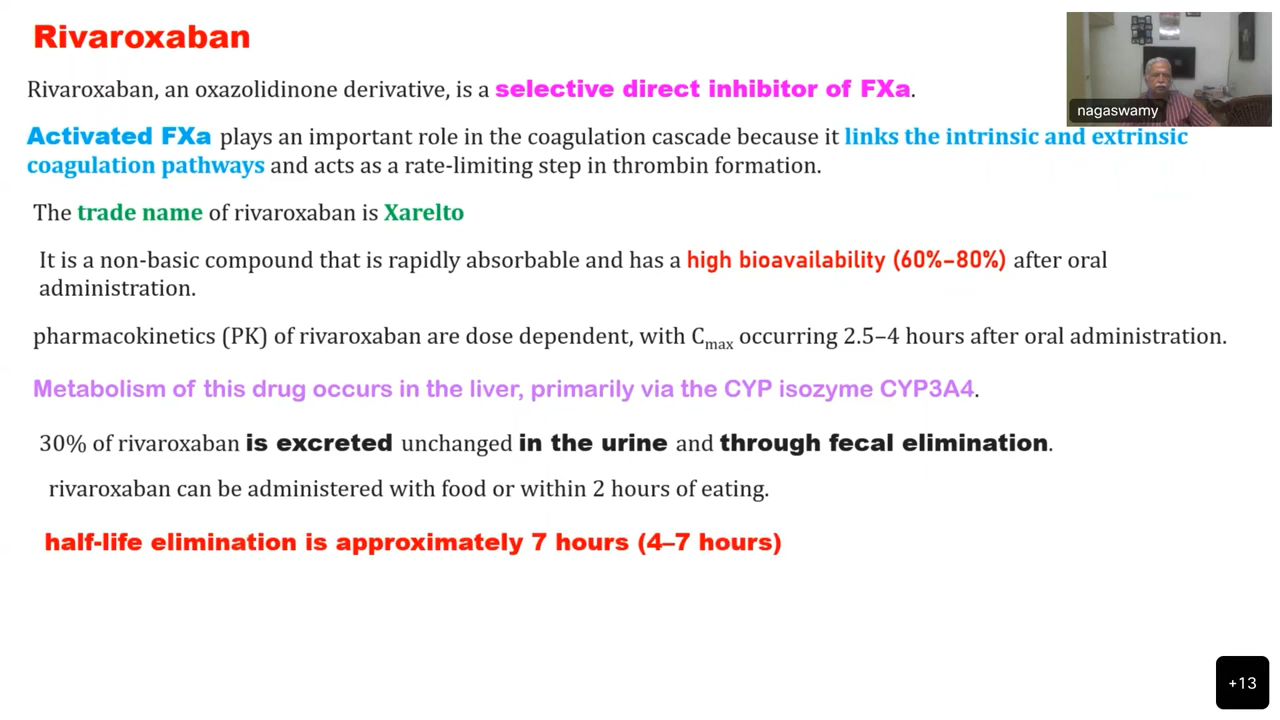 Rivaroxaban
nagaswamy
Rivaroxaban, an oxazolidinone derivative, is a selective direct inhibitor of FXa.
Activated FXa plays an important role in the coagulation cascade because it links the intrinsic and extrinsic
coagulation pathways and acts as a rate-limiting step in thrombin formation.
The trade name of rivaroxaban is Xarelto
It is a non-basic compound that is rapidly absorbable and has a high bioavailability (60%–80%) after oral
administration.
pharmacokinetics (PK) of rivaroxaban are dose dependent, with Cmax occurring 2.5–4 hours after oral administration.
Metabolism of this drug occurs in the liver, primarily via the CYP isozyme CYP3A4.
30% of rivaroxaban is excreted unchanged in the urine and through fecal elimination.
rivaroxaban can be administered with food or within 2 hours of eating.
half-life elimination is approximately 7 hours (4–7 hours)
+13